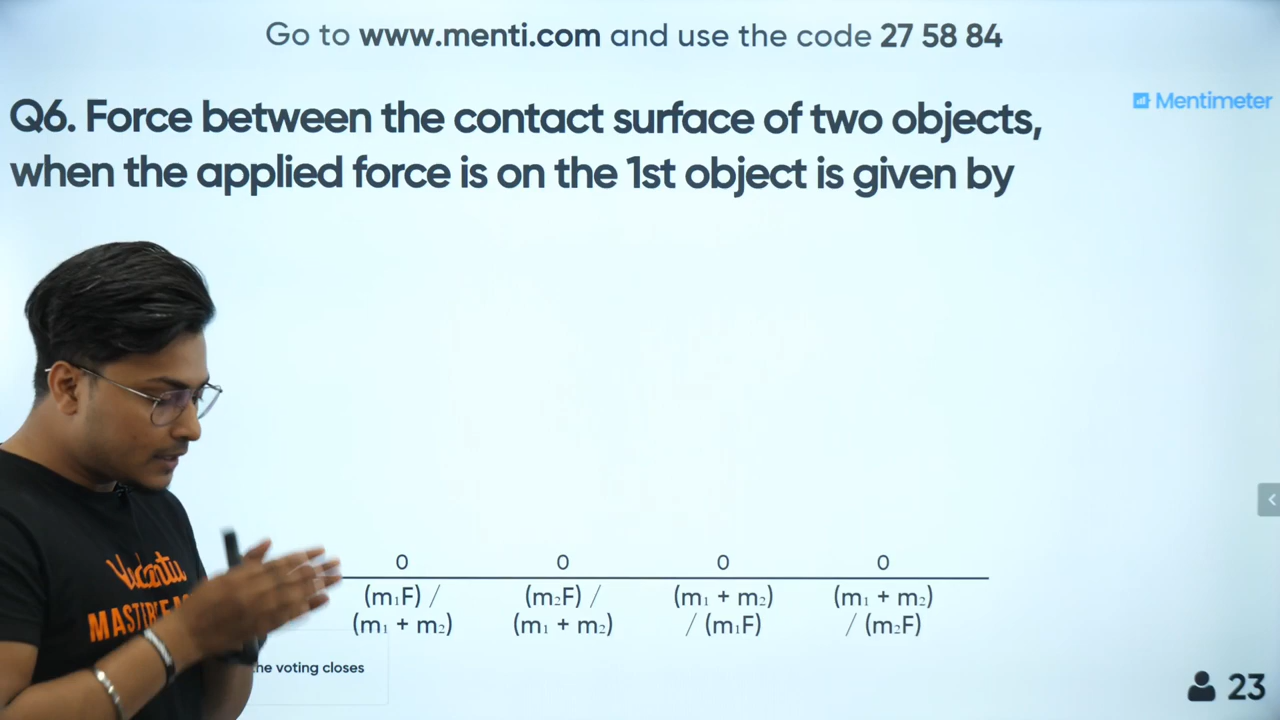 Go to www.menti.com and use the code 27 58 84
Mentimeter
Q6. Force between the contact surface of two objects,
when the applied force is on the 1st object is given by
0 0 0 0
(m₁F) / (m₂F) / (m₁ + m₂) (m₁ + m₂)
(m₁ + m₂) (m₁ + m₂) / (m₁F) / (m₂F)
Vedantu
the voting closes
23